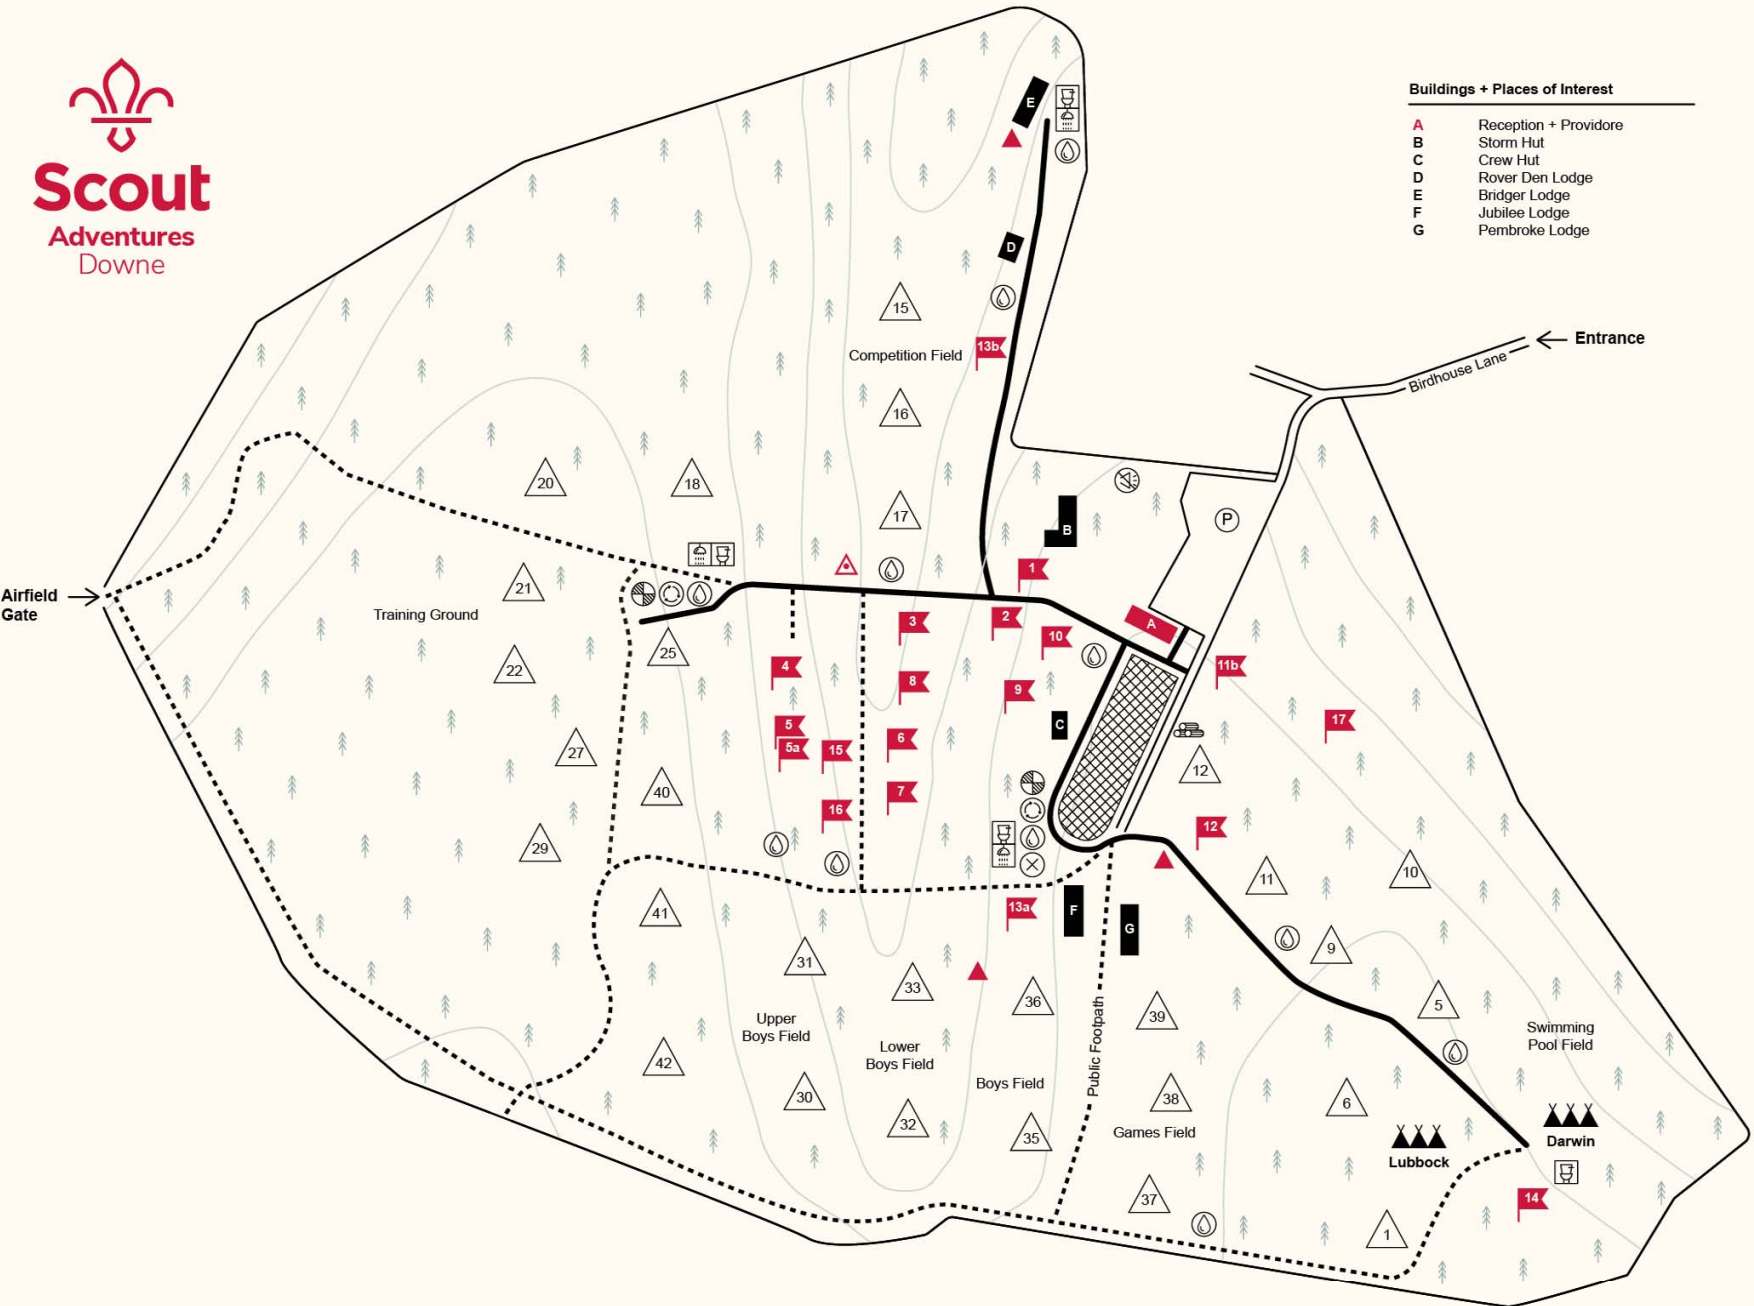 Scout
Adventures
Downe
Buildings + Places of Interest
A Reception + Providore
B Storm Hut
C Crew Hut
D Rover Den Lodge
E Bridger Lodge
F Jubilee Lodge
G Pembroke Lodge
E
D
15
13b
Competition Field
Entrance
Birdhouse Lane
16
20
18
17
B
P
1
Airfield
Gate
21
Training Ground
3
2
10
A
25
22
4
8
9
11b
5
5a
15
6
C
17
27
12
40
7
16
12
29
11
10
41
13a
F
G
31
9
33
36
39
5
Upper
Boys Field
Swimming
Pool Field
Public Footpath
42
Lower
Boys Field
Boys Field
30
38
6
32
35
Games Field
Darwin
Lubbock
37
14
1